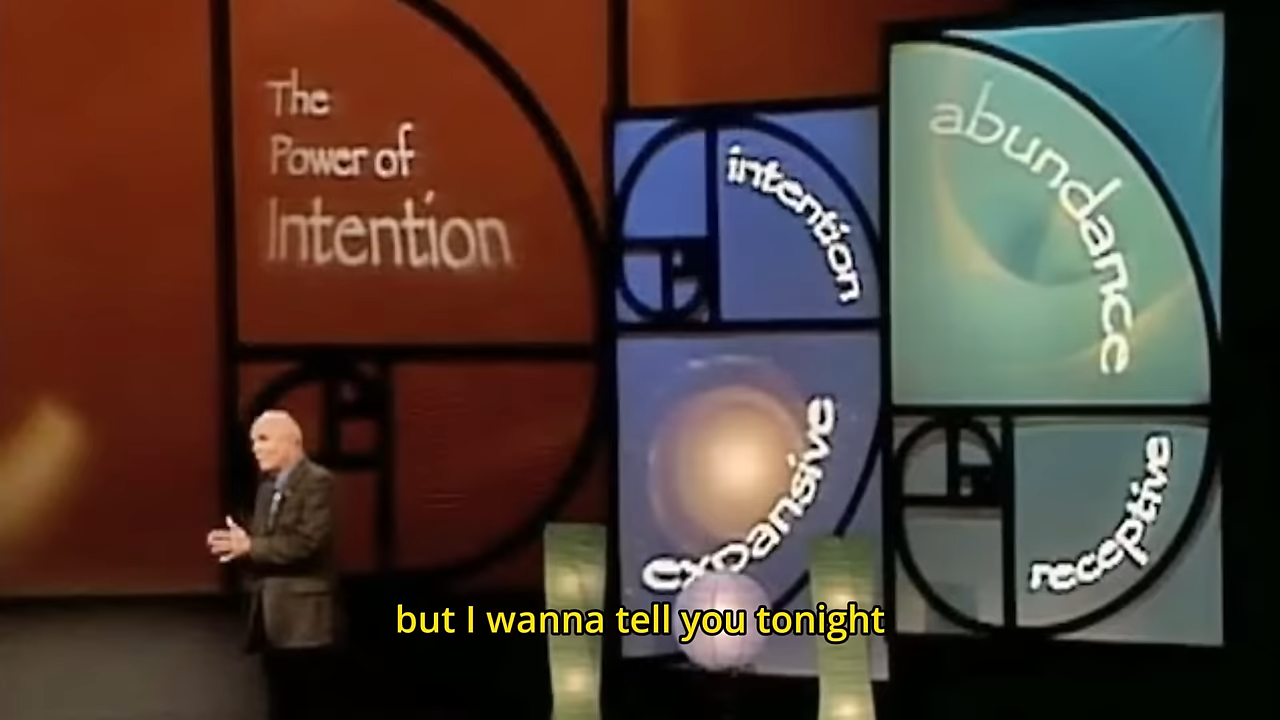 The
Power of
Intention
intention
abundance
expansive
receptive
but I wanna tell you tonight